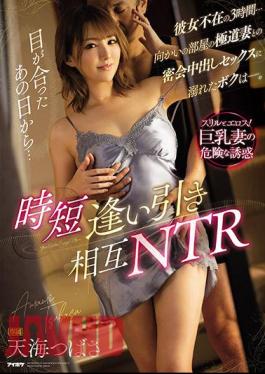 彼女不在の3時間…
向かいの部屋の極道妻との
密会中出しセックスに
溺れたボクは―。
目が合った
あの日から…
スリルでエロス!
巨乳妻の
危険な誘惑
時短逢い引き
相互NTR
天海つばさ